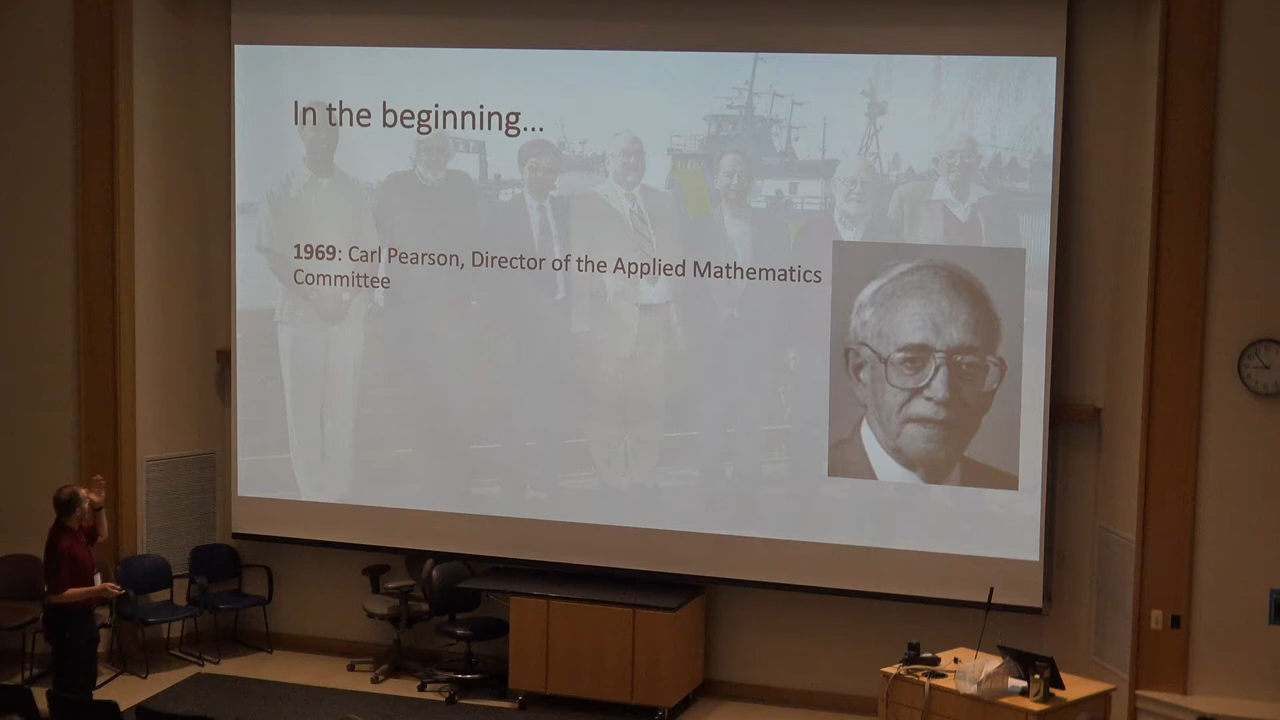 In the beginning...
1969: Carl Pearson, Director of the Applied Mathematics
Committee